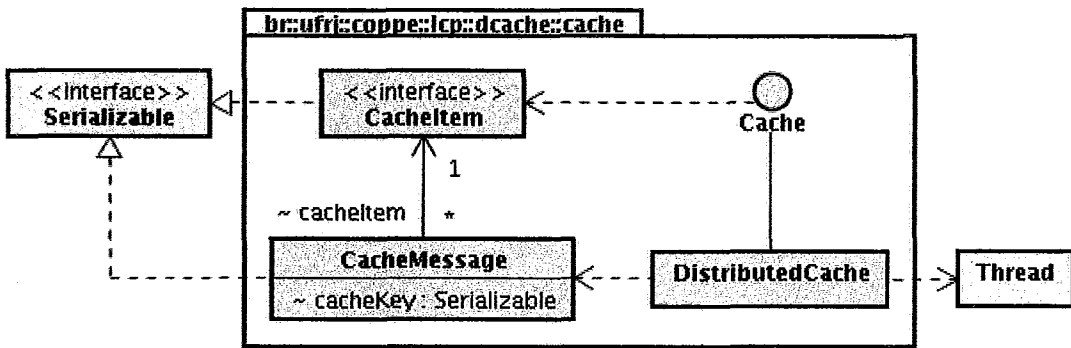 br::ufrj::coppe::lcp::dcache::cache
<<interface>>
Serializable
<<interface>>
CacheItem
Cache
1
~ cacheItem
*
CacheMessage
~ cacheKey : Serializable
DistributedCache
Thread